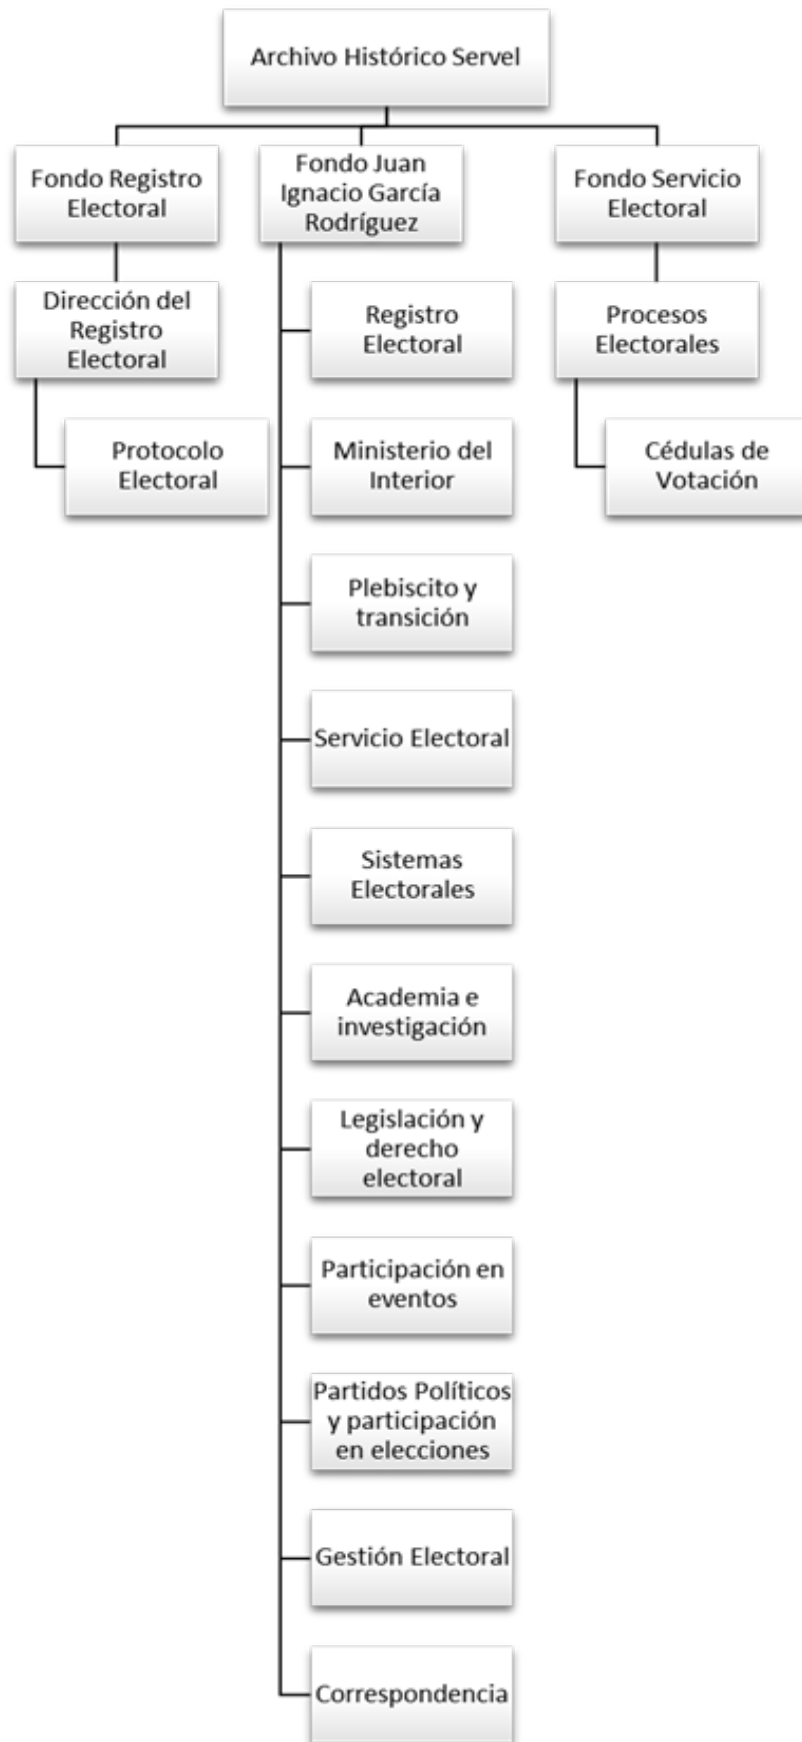 Archivo Histórico Servel
Fondo Registro
Electoral
Fondo Juan
Ignacio García
Rodríguez
Fondo Servicio
Electoral
Dirección del
Registro
Electoral
Protocolo
Electoral
Registro
Electoral
Ministerio del
Interior
Plebiscito y
transición
Servicio Electoral
Sistemas
Electorales
Academia e
investigación
Legislación y
derecho
electoral
Participación en
eventos
Partidos Políticos
y participación
en elecciones
Gestión Electoral
Correspondencia
Procesos
Electorales
Cédulas de
Votación